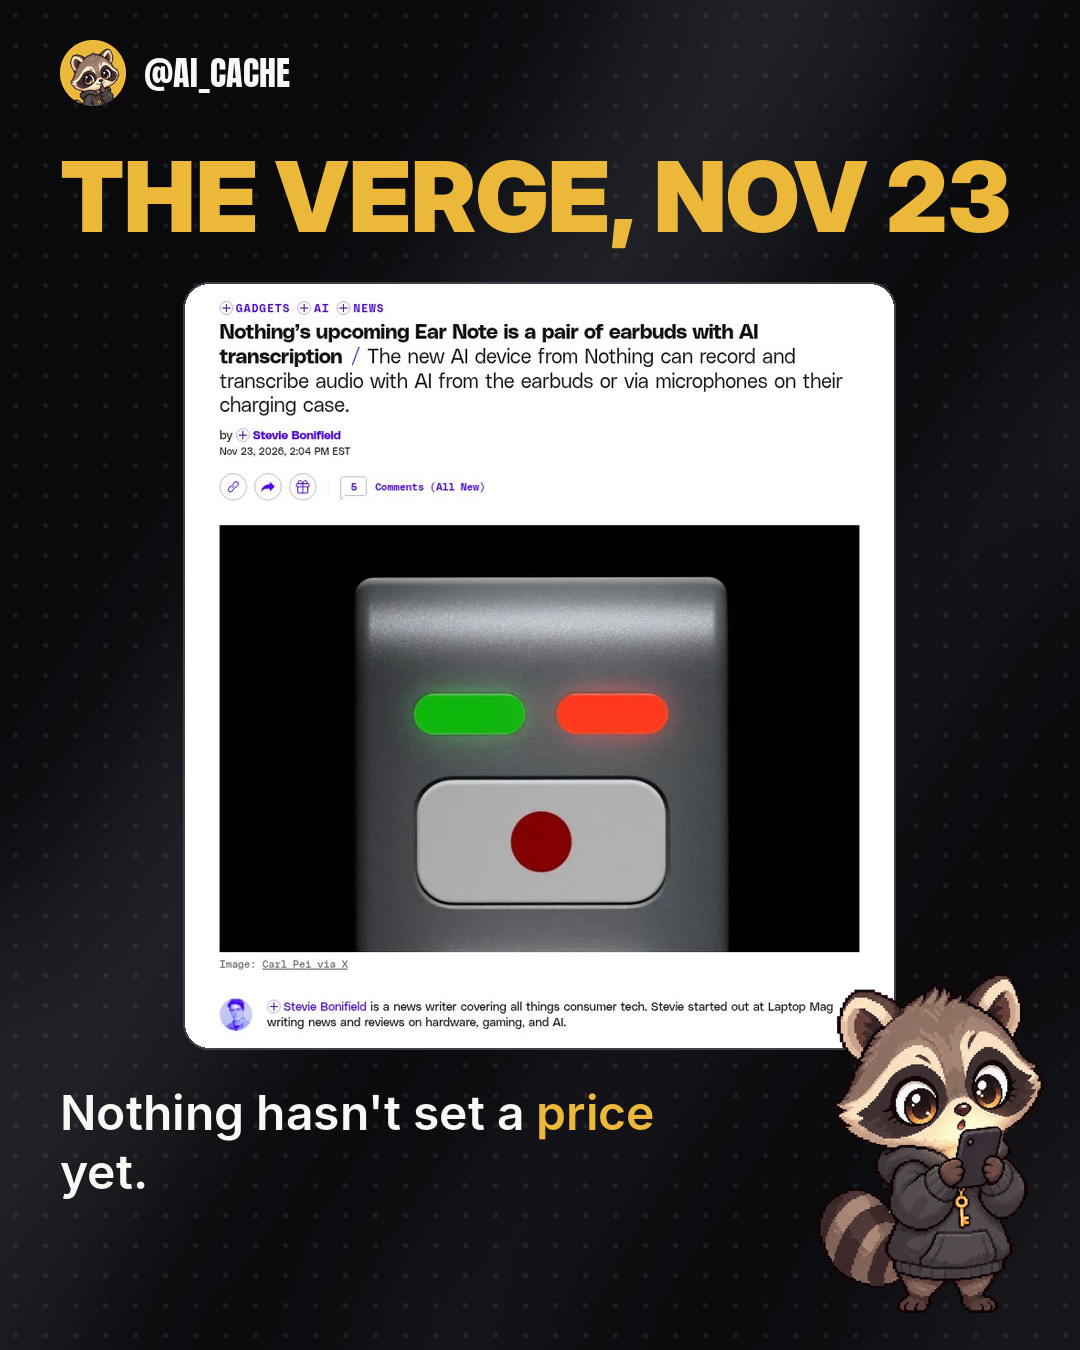 @AI_CACHE
THE VERGE, NOV 23
GADGETS AI NEWS
Nothing’s upcoming Ear Note is a pair of earbuds with AI
transcription / The new AI device from Nothing can record and
transcribe audio with AI from the earbuds or via microphones on their
charging case.
by Stevie Bonifield
Nov 23, 2026, 2:04 PM EST
5 Comments (All New)
Image: Carl Pei via X
Stevie Bonifield is a news writer covering all things consumer tech. Stevie started out at Laptop Mag
writing news and reviews on hardware, gaming, and AI.
Nothing hasn't set a price
yet.